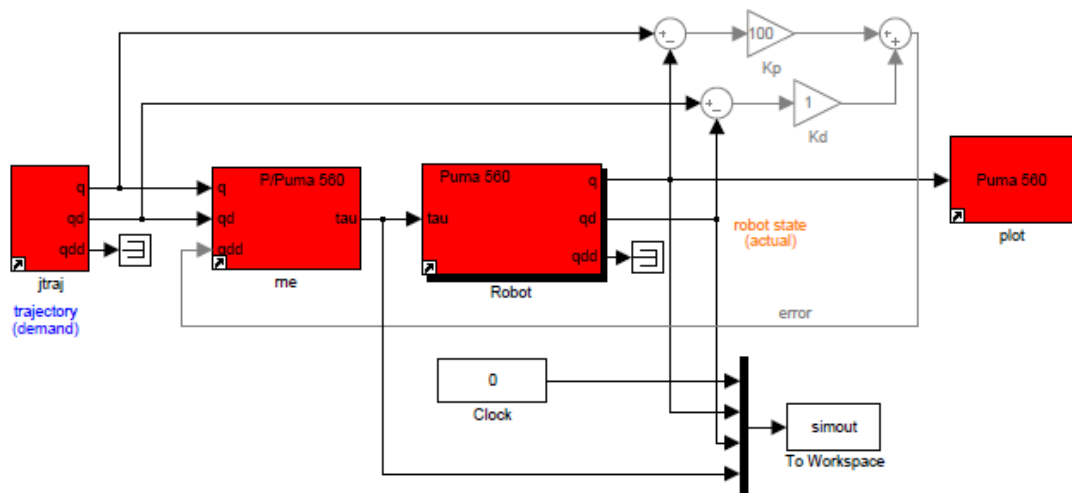 100
+
-
+
+
Kp
+
-
1
Kd
P/Puma 560
Puma 560
Puma 560
q
q
q
qd
qd
tau
tau
qd
qdd
qdd
qdd
jtraj
rne
Robot
robot state
(actual)
plot
trajectory
(demand)
error
0
Clock
simout
To Workspace